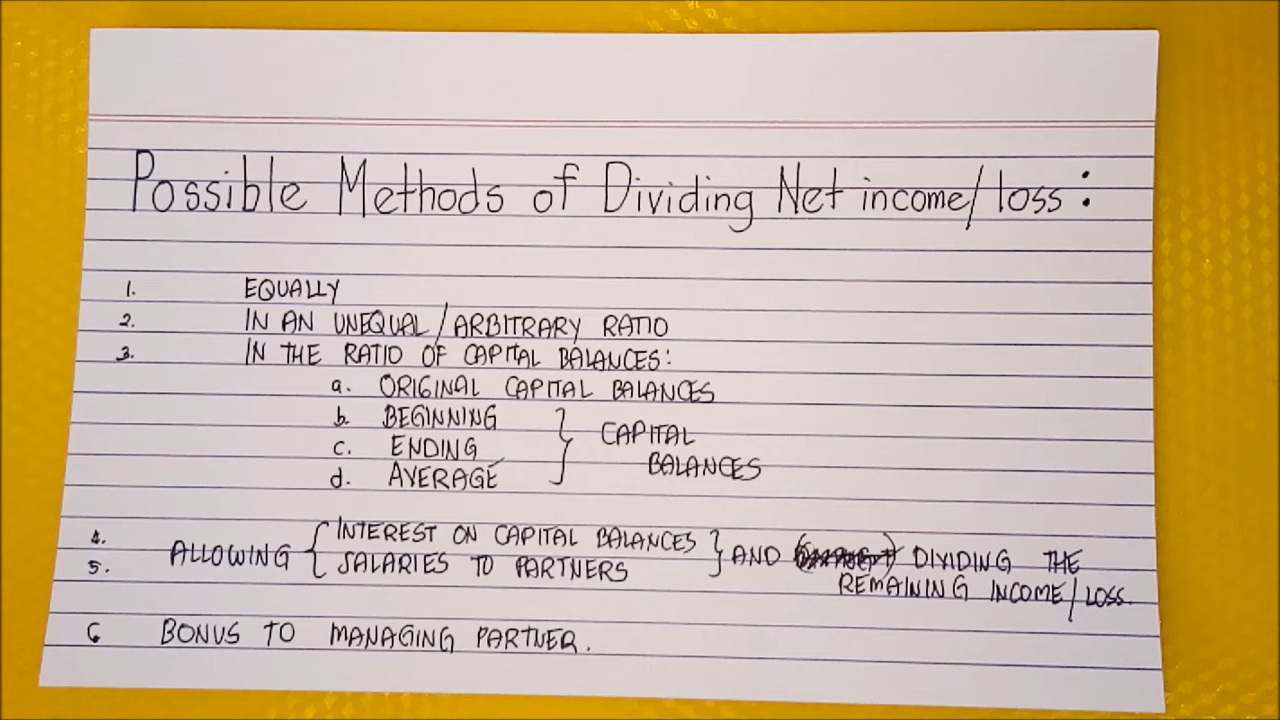 Possible Methods of Dividing Net income/loss:
1. EQUALLY
2. IN AN UNEQUAL/ARBITRARY RATIO
3. IN THE RATIO OF CAPITAL BALANCES:
a. ORIGINAL CAPITAL BALANCES
b. BEGINNING
c. ENDING
d. AVERAGE
} CAPITAL
BALANCES
4.
5.
ALLOWING {
INTEREST ON CAPITAL BALANCES
SALARIES TO PARTNERS
} AND DIVIDING THE
REMAINING INCOME/LOSS.
6 BONUS TO MANAGING PARTNER.